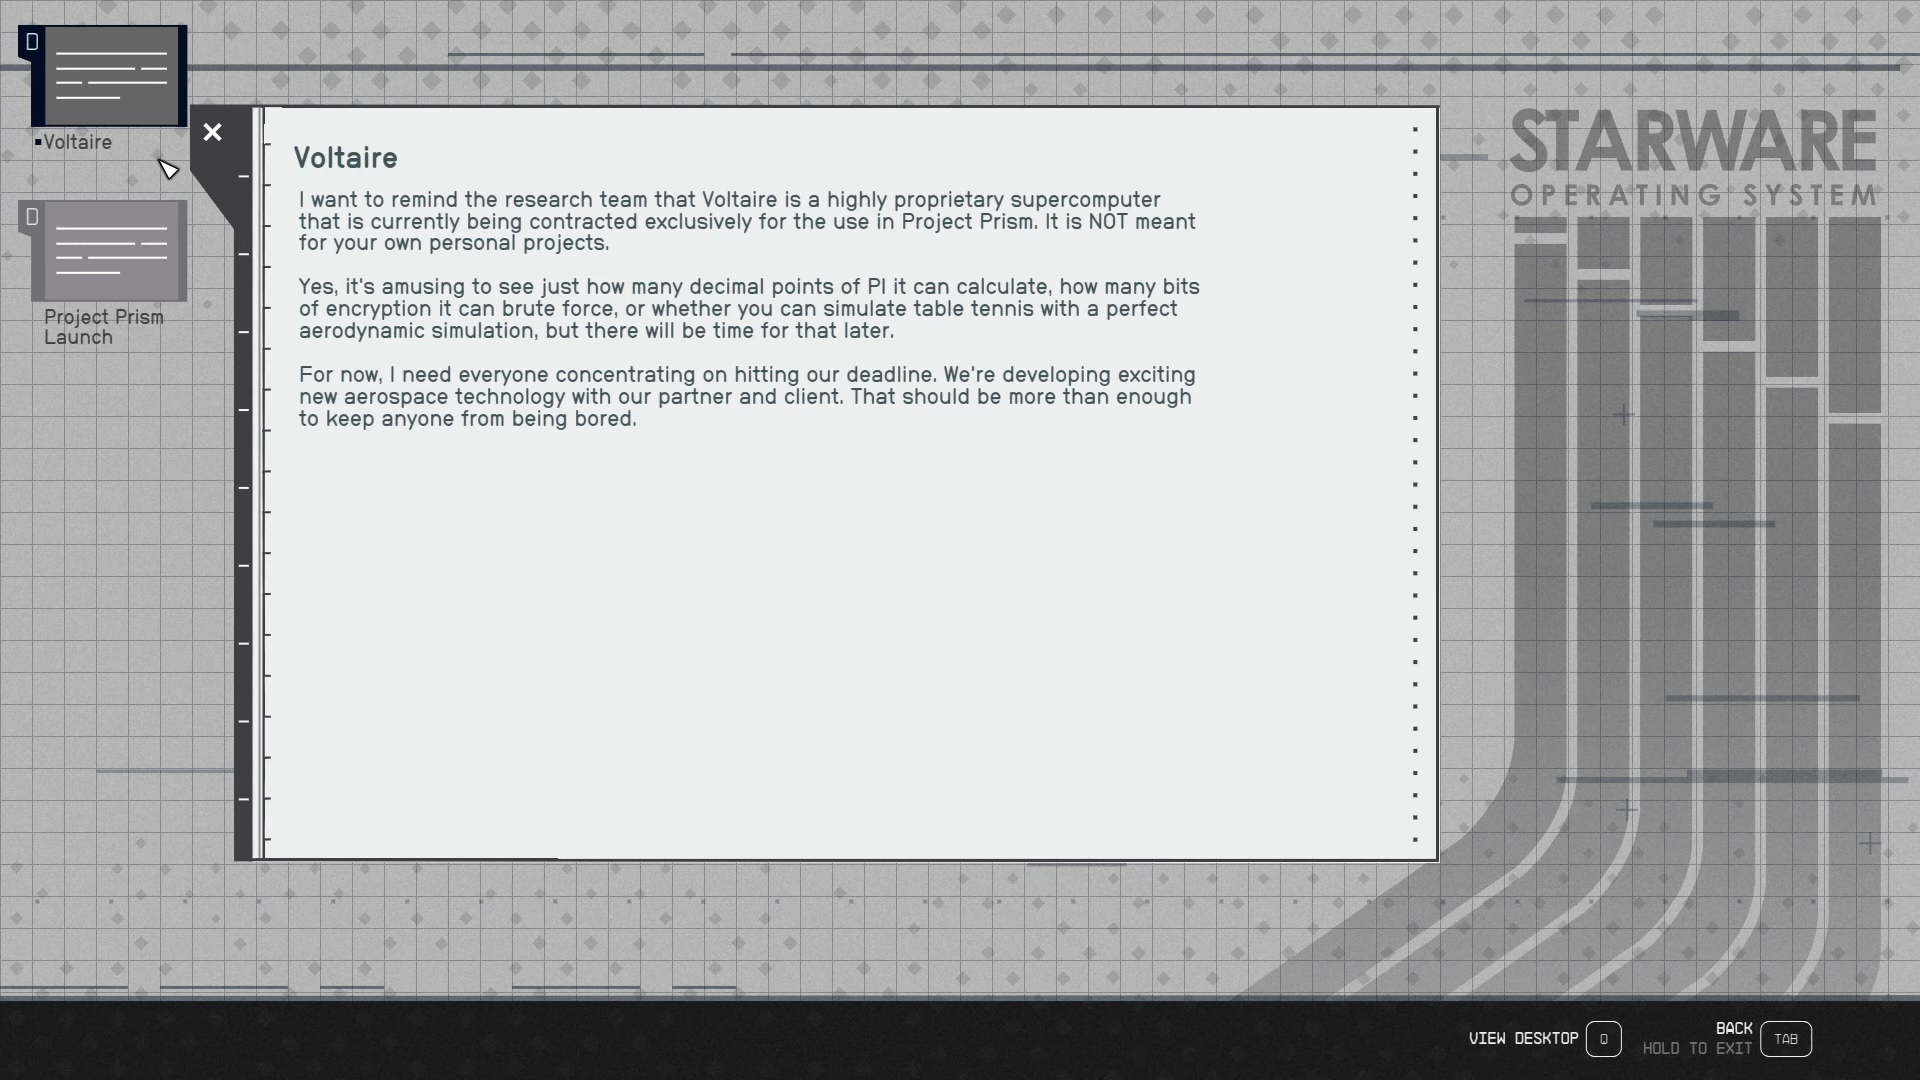 Voltaire
Project Prism
Launch
Voltaire
I want to remind the research team that Voltaire is a highly proprietary supercomputer
that is currently being contracted exclusively for the use in Project Prism. It is NOT meant
for your own personal projects.
Yes, it's amusing to see just how many decimal points of PI it can calculate, how many bits
of encryption it can brute force, or whether you can simulate table tennis with a perfect
aerodynamic simulation, but there will be time for that later.
For now, I need everyone concentrating on hitting our deadline. We're developing exciting
new aerospace technology with our partner and client. That should be more than enough
to keep anyone from being bored.
STARWARE
OPERATING SYSTEM
VIEW DESKTOP Q
BACK
HOLD TO EXIT TAB